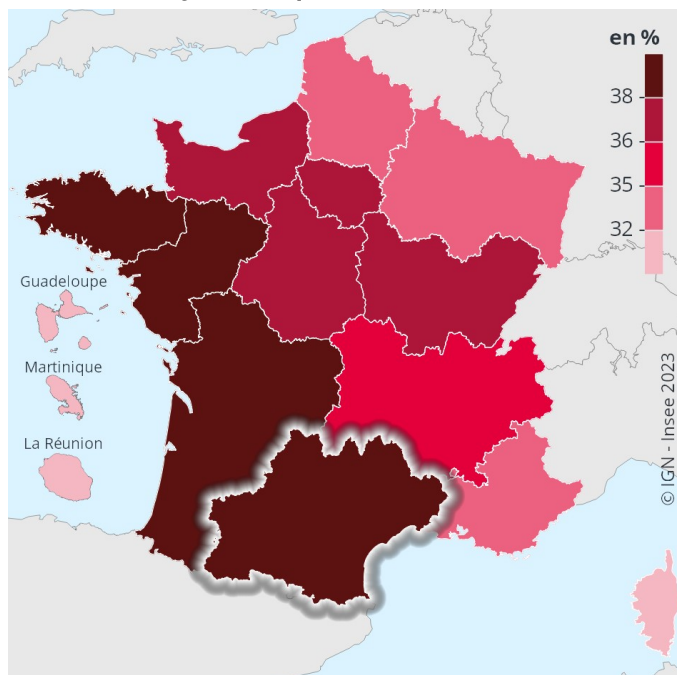 en %
38
36
35
32
Guadeloupe
Martinique
La Réunion
© IGN - Insee 2023